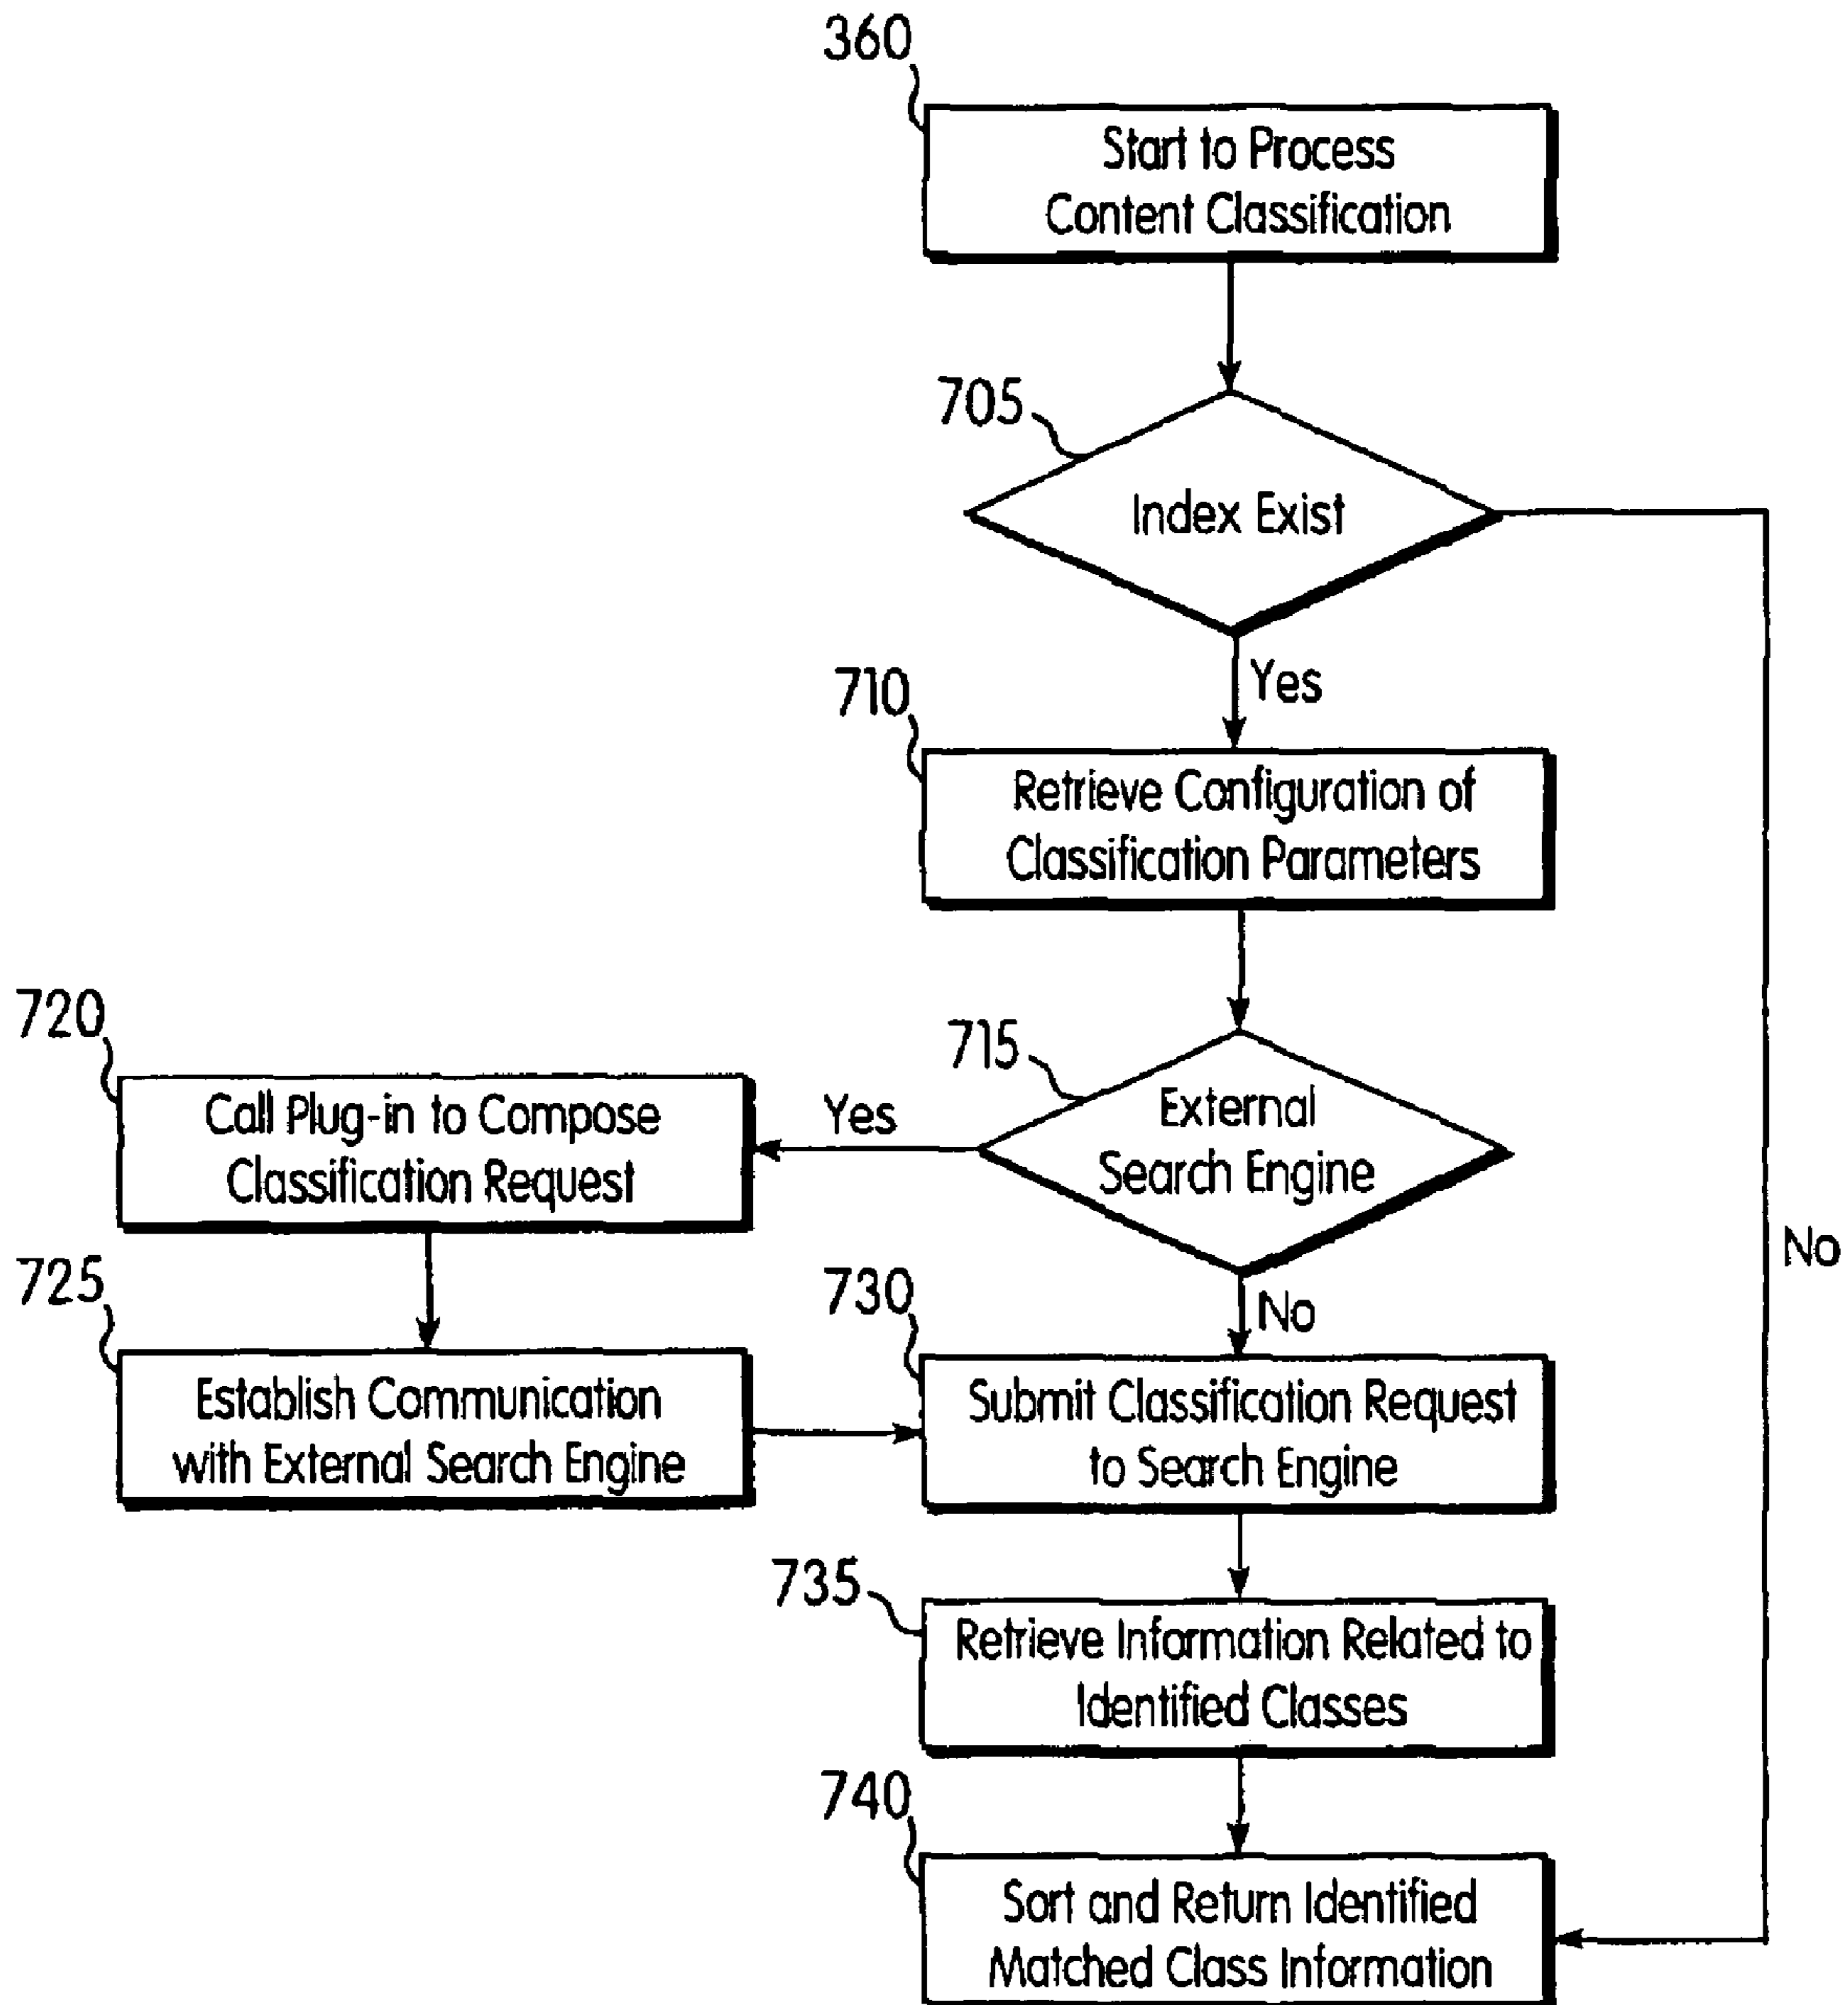 360
Start to Process
Content Classification
705
Index Exist
Yes
710
Retrieve Configuration of
Classification Parameters
715
External
Search Engine
Yes
720
Call Plug-in to Compose
Classification Request
No
725
Establish Communication
with External Search Engine
No
730
Submit Classification Request
to Search Engine
735
Retrieve Information Related to
Identified Classes
740
Sort and Return Identified
Matched Class Information